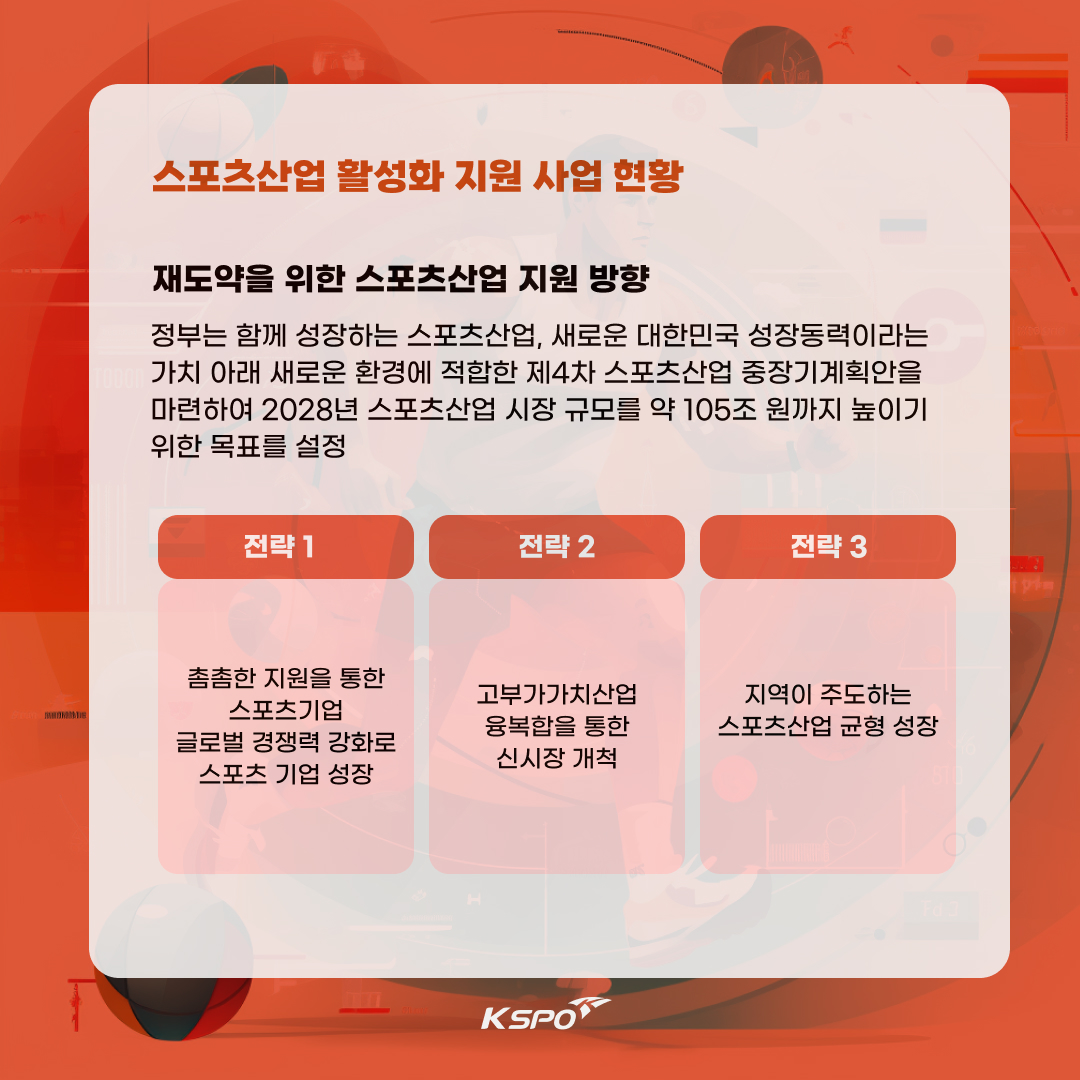 스포츠산업 활성화 지원 사업 현황
재도약을 위한 스포츠산업 지원 방향
정부는 함께 성장하는 스포츠산업, 새로운 대한민국 성장동력이라는
가치 아래 새로운 환경에 적합한 제4차 스포츠산업 중장기계획안을
마련하여 2028년 스포츠산업 시장 규모를 약 105조 원까지 높이기
위한 목표를 설정
전략 1
촘촘한 지원을 통한
스포츠기업
글로벌 경쟁력 강화로
스포츠 기업 성장
전략 2
고부가가치산업
융복합을 통한
신시장 개척
전략 3
지역이 주도하는
스포츠산업 균형 성장
KSPO